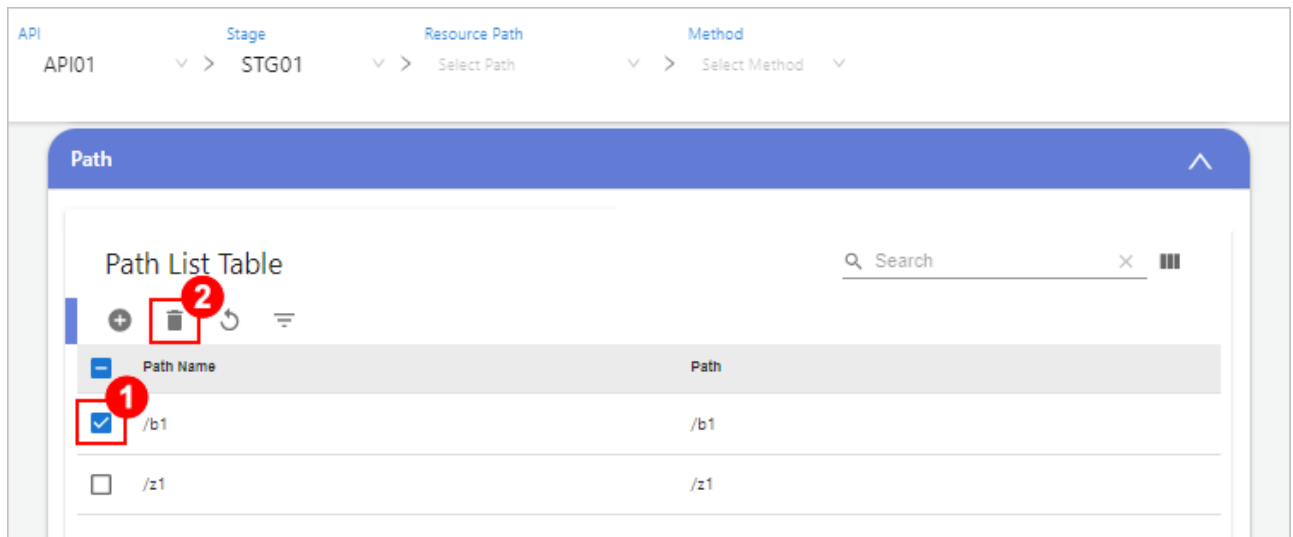 API Stage Resource Path Method
API01 > STG01 > Select Path > Select Method
Path
Path List Table Search
2
Path Name Path
1
/b1 /b1
/z1 /z1